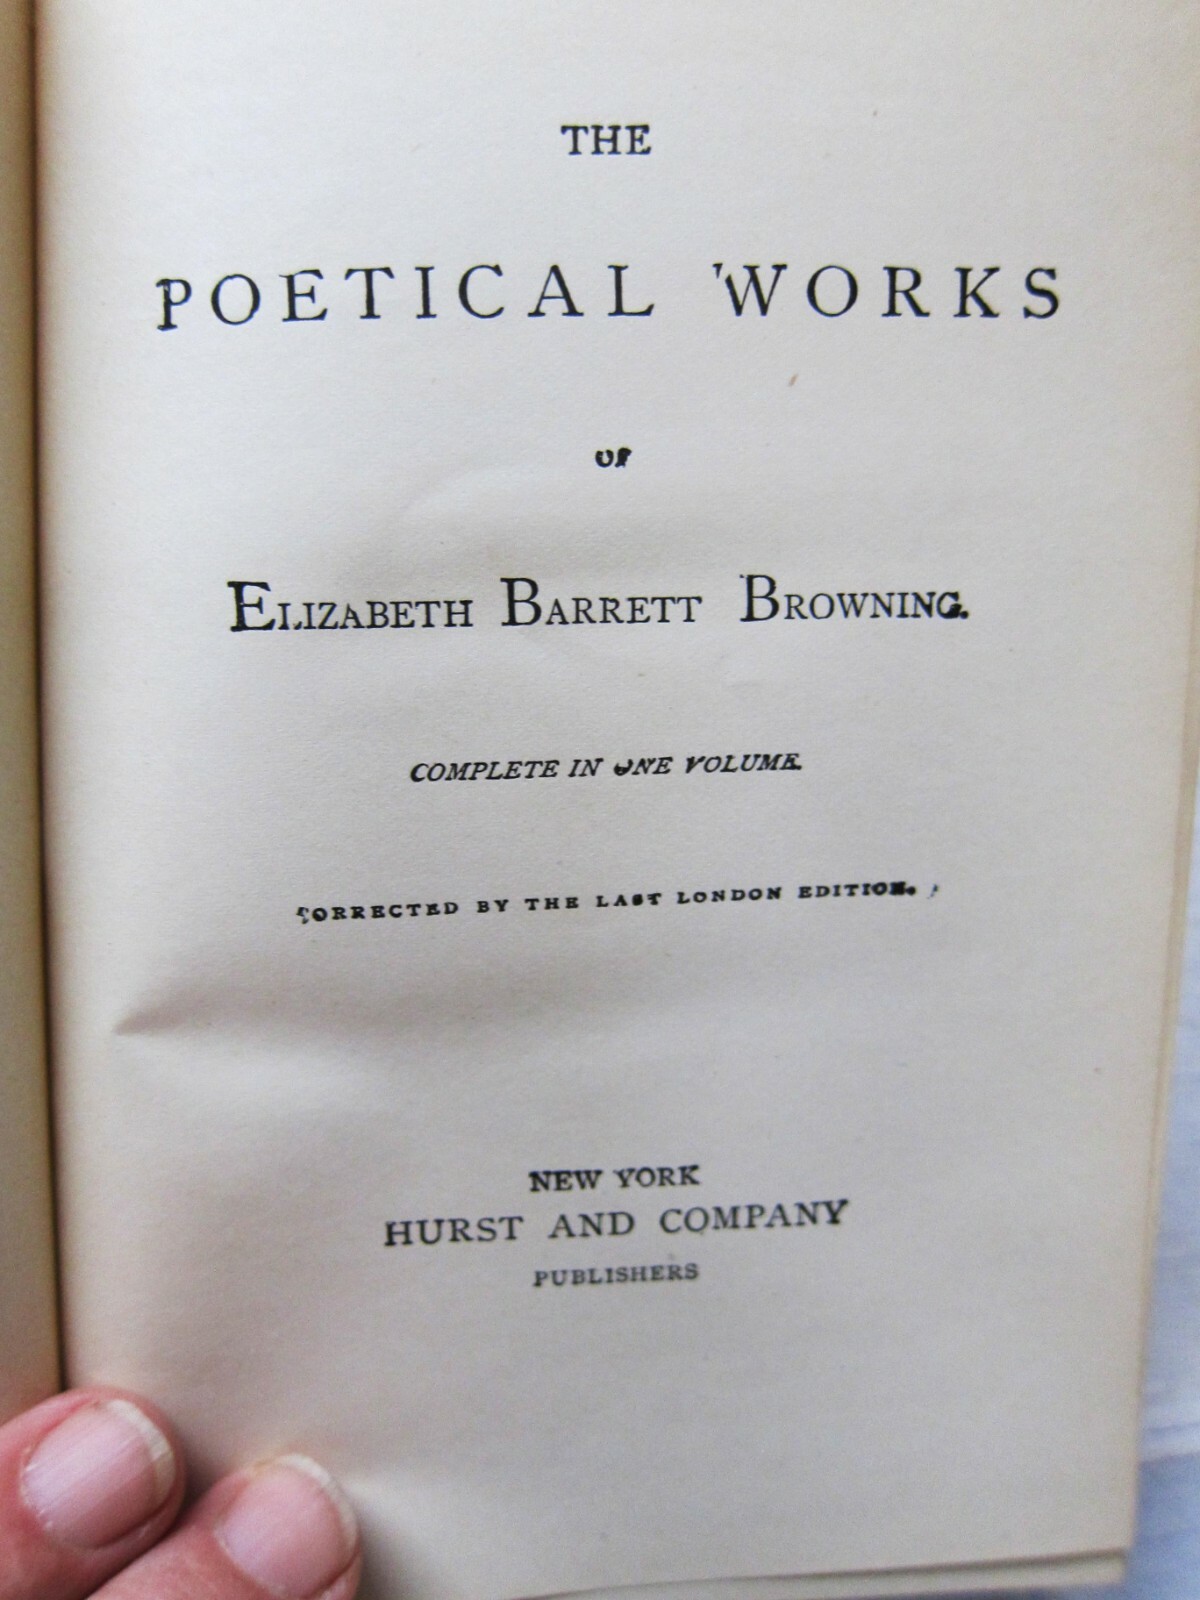 THE
POETICAL WORKS
OF
ELIZABETH BARRETT BROWNING.
COMPLETE IN ONE VOLUME.
CORRECTED BY THE LAST LONDON EDITION.
NEW YORK
HURST AND COMPANY
PUBLISHERS